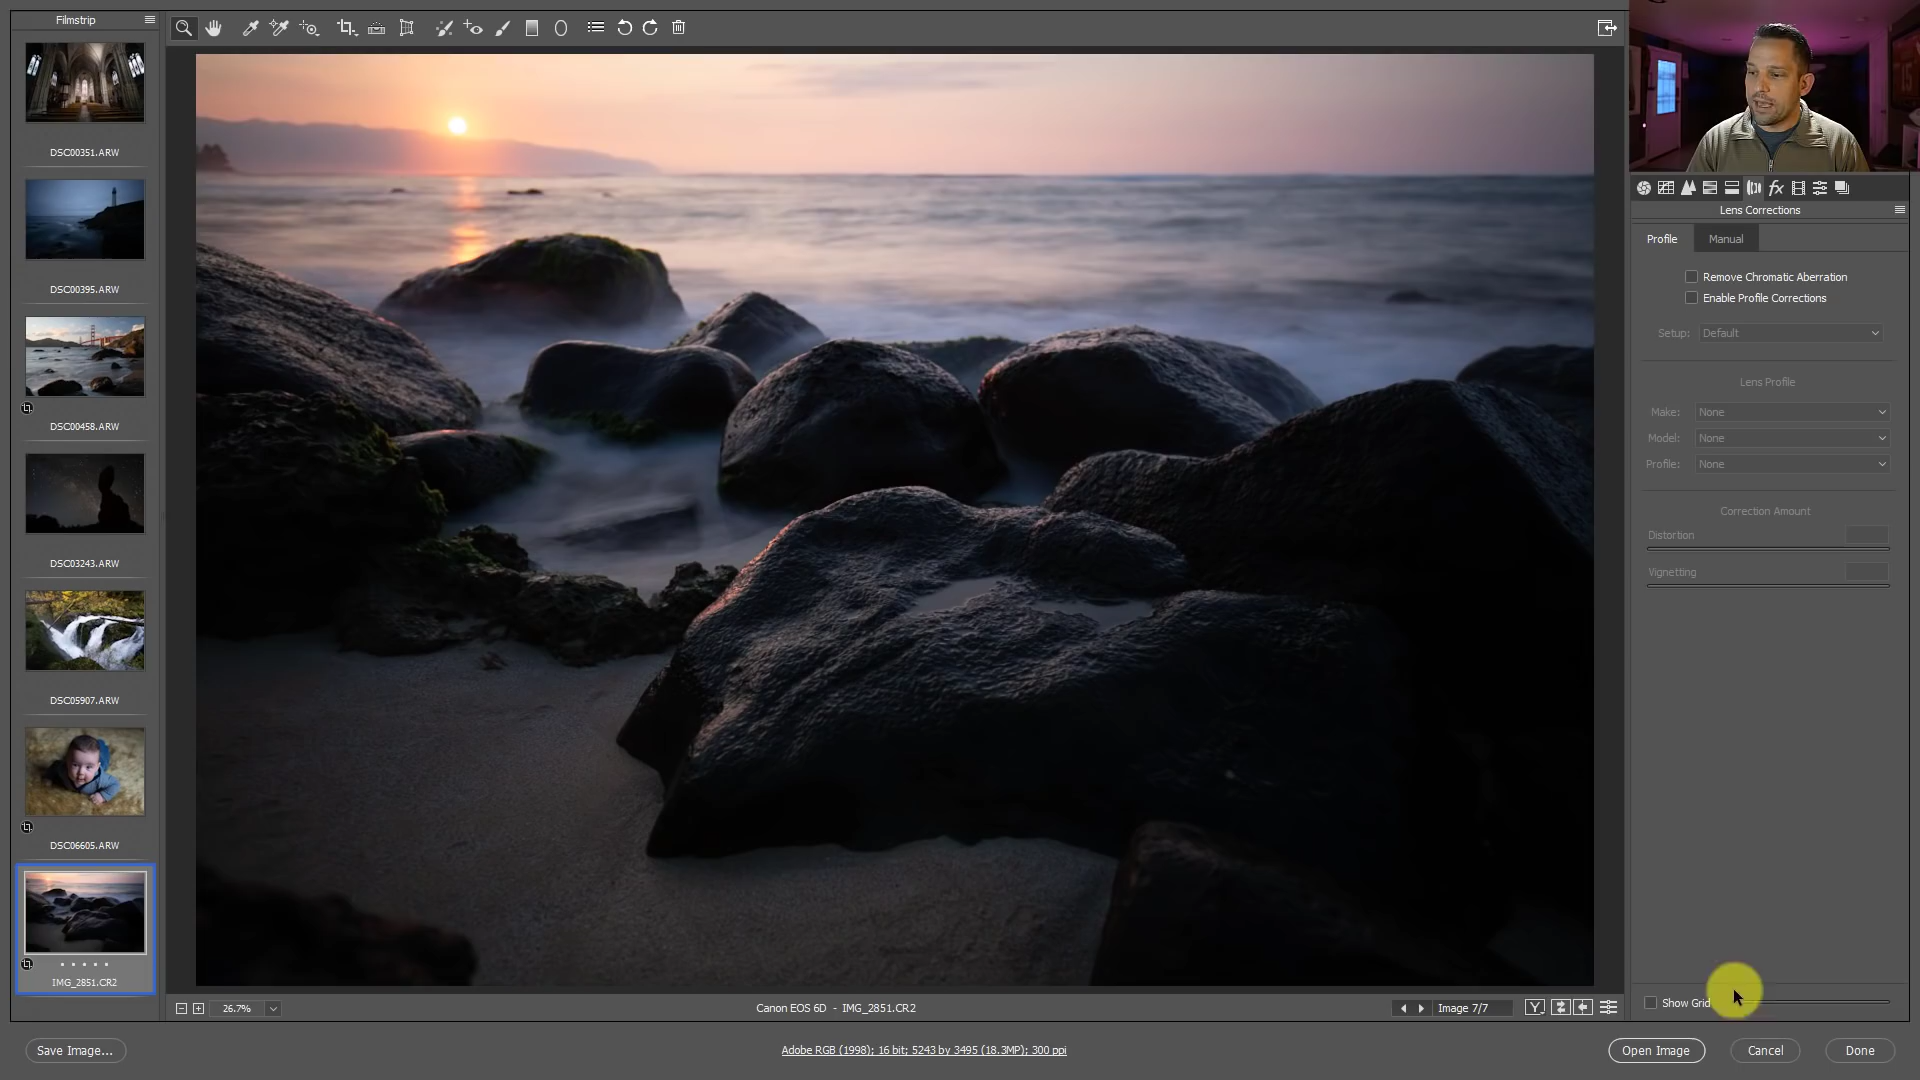 Filmstrip
DSC00351.ARW
DSC00395.ARW
DSC00458.ARW
DSC03243.ARW
DSC05907.ARW
DSC06605.ARW
IMG_2851.CR2
fx
Lens Corrections
Profile
Manual
Remove Chromatic Aberration
Enable Profile Corrections
Setup: Default
Lens Profile
Make: None
Model: None
Profile: None
Correction Amount
Distortion
Vignetting
Show Grid
26.7%
Canon EOS 6D - IMG_2851.CR2
Image 7/7
Y
Save Image...
Adobe RGB (1998); 16 bit; 5243 by 3495 (18.3MP); 300 ppi
Open Image
Cancel
Done